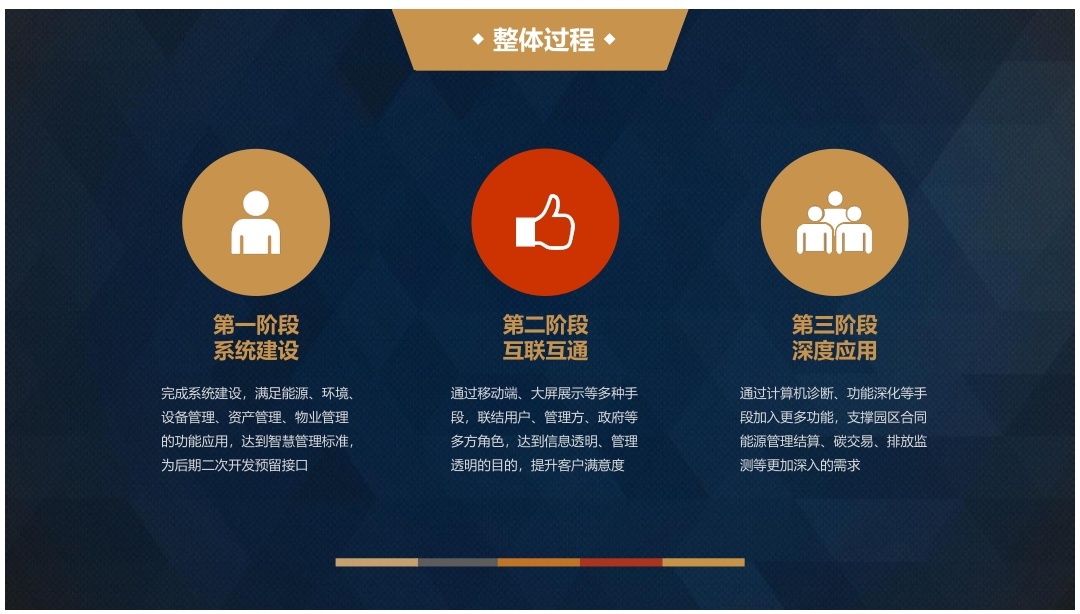 整体过程
第一阶段
系统建设
完成系统建设，满足能源、环境、
设备管理、资产管理、物业管理
的功能应用，达到智慧管理标准，
为后期二次开发预留接口
第二阶段
互联互通
通过移动端、大屏展示等多种手
段，联结用户、管理方、政府等
多方角色，达到信息透明、管理
透明的目的，提升客户满意度
第三阶段
深度应用
通过计算机诊断、功能深化等手
段加入更多功能，支撑园区合同
能源管理结算、碳交易、排放监
测等更加深入的需求